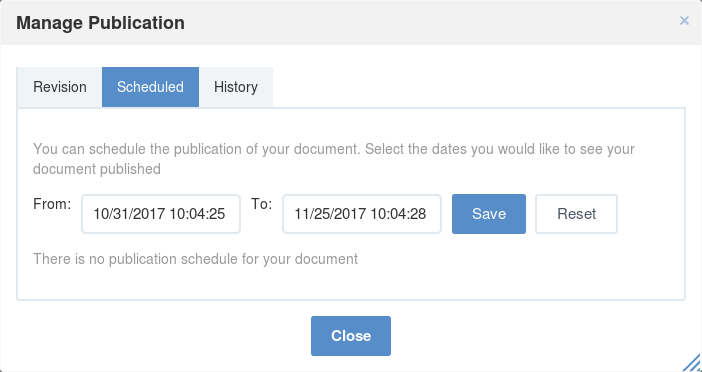 Manage Publication ×
Revision Scheduled History
You can schedule the publication of your document. Select the dates you would like to see your
document published
From: 10/31/2017 10:04:25 To: 11/25/2017 10:04:28 Save Reset
There is no publication schedule for your document
Close